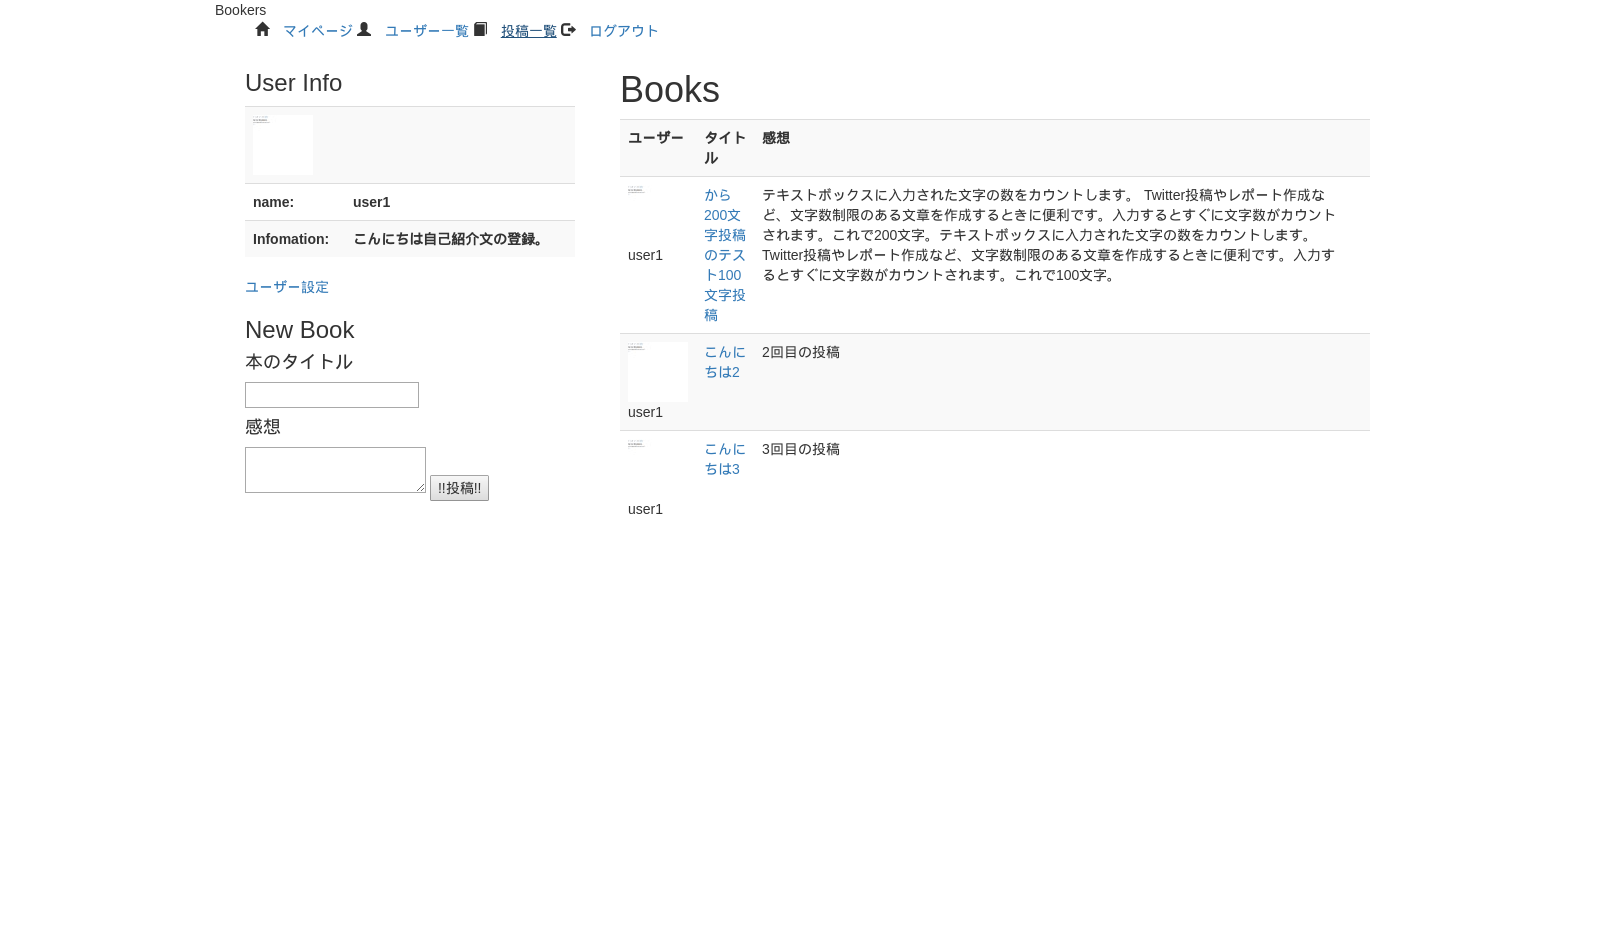 Bookers
マイページ ユーザー一覧 投稿一覧 ログアウト
User Info
name: user1
Infomation: こんにちは自己紹介文の登録。
ユーザー設定
New Book
本のタイトル
感想
!!投稿!!
Books
ユーザー タイト 感想
ル
から テキストボックスに入力された文字の数をカウントします。 Twitter投稿やレポート作成な
200文 ど、文字数制限のある文章を作成するときに便利です。入力するとすぐに文字数がカウント
字投稿 されます。これで200文字。テキストボックスに入力された文字の数をカウントします。
user1 のテス Twitter投稿やレポート作成など、文字数制限のある文章を作成するときに便利です。入力す
ト100 るとすぐに文字数がカウントされます。これで100文字。
文字投
稿
こんに 2回目の投稿
ちは2
user1
こんに 3回目の投稿
ちは3
user1